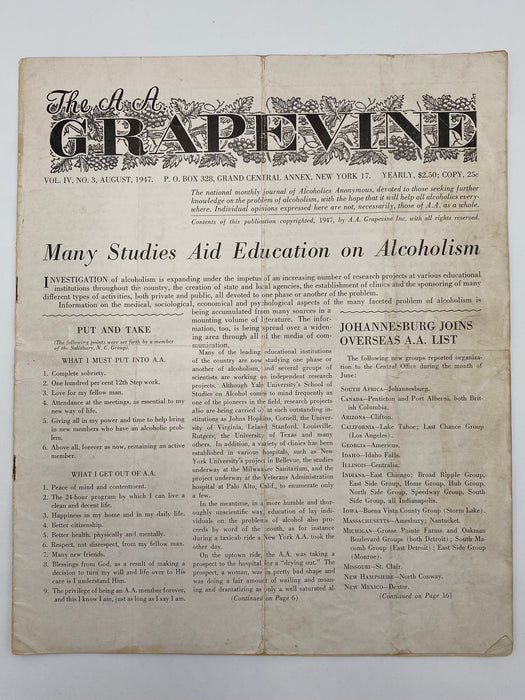 The A A
GRAPEVINE
VOL. IV, NO. 3, AUGUST, 1947. P. O. BOX 328, GRAND CENTRAL ANNEX, NEW YORK 17. YEARLY, $2.50; COPY, 25c
The national monthly journal of Alcoholics Anonymous, devoted to those seeking further
knowledge on the problem of alcoholism, with the hope that it will help all alcoholics every-
where. Individual opinions expressed here are not, necessarily, those of A.A. as a whole.
Contents of this publication copyrighted, 1947, by A.A. Grapevine Inc. with all rights reserved.
Many Studies Aid Education on Alcoholism
INVESTIGATION of alcoholism is expanding under the impetus of an increasing number of research projects at various educational
institutions throughout the country, the creation of state and local agencies, the establishment of clinics and the sponsoring of many
different types of activities, both private and public, all devoted to one phase or another of the problem.
Information on the medical, sociological, economical and psychological aspects of the many faceted problem of alcoholism is
being accumulated from many sources in a
mounting volume of literature. The infor-
mation, too, is being spread over a widen-
ing area through all of the media of com-
munication.
Many of the leading educational institutions
of the country are now studying one phase or
another of alcoholism, and several groups of
scientists are working on independent research
projects. Although Yale University's School of
Studies on Alcohol comes to mind frequently as
one of the pioneers in the field, research projects
also are being carried on at such outstanding
institutions as Johns Hopkins, Cornell, the Univer-
sity of Virginia, Leland Stanford, Louisville,
Rutgers, the University of Texas and many
others. In addition, a variety of clinics has been
established in various hospitals, such as New
York University's project in Bellevue, the studies
underway at the Milwaukee Sanitarium, and the
project underway at the Veterans Administration
hospital at Palo Alto, Calif., to enumerate only
a few.
In the meantime, in a more humble and thor-
oughly unscientific way, education of lay indi-
viduals on the problems of alcohol also pro-
ceeds by word of the mouth, as for instance
during a taxicab ride a New York A.A. took the
other day.
On the uptown ride, the A.A. was taking a
prospect to the hospital for a "drying out." The
prospect, a woman, was in pretty bad shape and
was doing a fair amount of wailing and moan-
ing and dramatizing as only a well saturated al-
(Continued on Page 6)
PUT AND TAKE
(The following points were set forth by a member
of the Salisbury, N. C. Group).
WHAT I MUST PUT INTO A.A.
1. Complete sobriety.
2. One hundred per cent 12th Step work.
3. Love for my fellow man.
4. Attendance at the meetings, as essential to my
new way of life.
5. Giving all in my power and time to help bring
in new members who have an alcoholic prob-
lem.
6. Above all, forever as now, remaining an active
member.
WHAT I GET OUT OF A.A.
1. Peace of mind and contentment.
2. The 24-hour program by which I can live a
clean and decent life.
3. Happiness in my home and in my daily life.
4. Better citizenship.
5. Better health, physically and mentally.
6. Respect, not disrespect, from my fellow man.
7. Many new friends.
8. Blessings from God, as a result of making a
decision to turn my will and life over to His
care is I understand Him.
9. The privilege of being an A.A. member forever,
and this I know I am, just as long as I say I am.
JOHANNESBURG JOINS
OVERSEAS A.A. LIST
The following new groups reported organiza-
tion to the Central Office during the month of
June:
SOUTH AFRICA—Johannesburg.
CANADA—Penticton and Port Alberni, both Brit-
ish Columbia.
ARIZONA—Clifton.
CALIFORNIA—Lake Tahoe; Last Chance Group
(Los Angeles).
GEORGIA—Americus.
IDAHO—Idaho Falls.
ILLINOIS—Centralia.
INDIANA—East Chicago; Broad Ripple Group,
East Side Group, Home Group, Hub Group,
North Side Group, Speedway Group, South
Side Group, all Indianapolis.
IOWA—Buena Vista County Group (Storm Lake).
MASSACHUSETTS—Amesbury; Nantucket.
MICHIGAN—Grosse Pointe Farms and Oakman
Boulevard Groups (both Detroit); South Ma-
comb Group (East Detroit); East Side Group
(Monroe).
MISSOURI—St. Clair.
NEW HAMPSHIRE—North Conway.
NEW MEXICO—Dexter.
(Continued on Page 16)